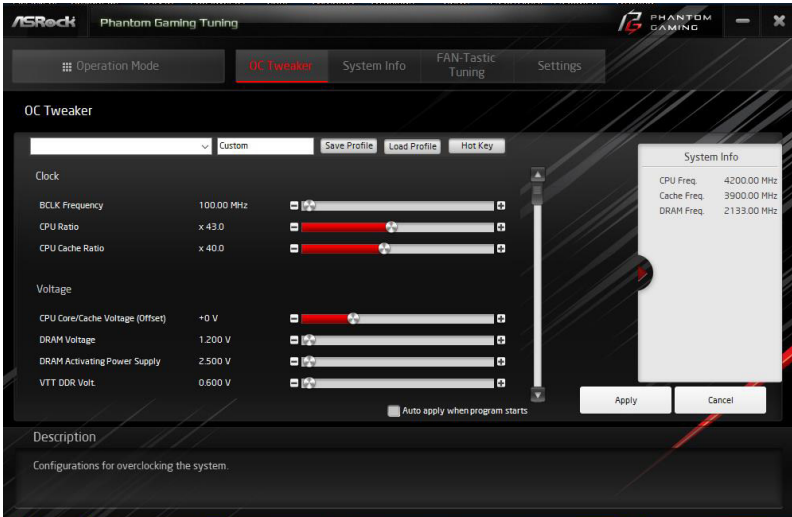 ASRock Phantom Gaming Tuning PHANTOM GAMING
Operation Mode OC Tweaker System Info FAN-Tastic Tuning Settings
OC Tweaker
Custom Save Profile Load Profile Hot Key
Clock
BCLK Frequency 100.00 MHz
CPU Ratio x 43.0
CPU Cache Ratio x 40.0
Voltage
CPU Core/Cache Voltage (Offset) +0 V
DRAM Voltage 1.200 V
DRAM Activating Power Supply 2.500 V
VTT DDR Volt. 0.600 V
Auto apply when program starts
System Info
CPU Freq. 4200.00 MHz
Cache Freq. 3900.00 MHz
DRAM Freq. 2133.00 MHz
Apply Cancel
Description
Configurations for overclocking the system.